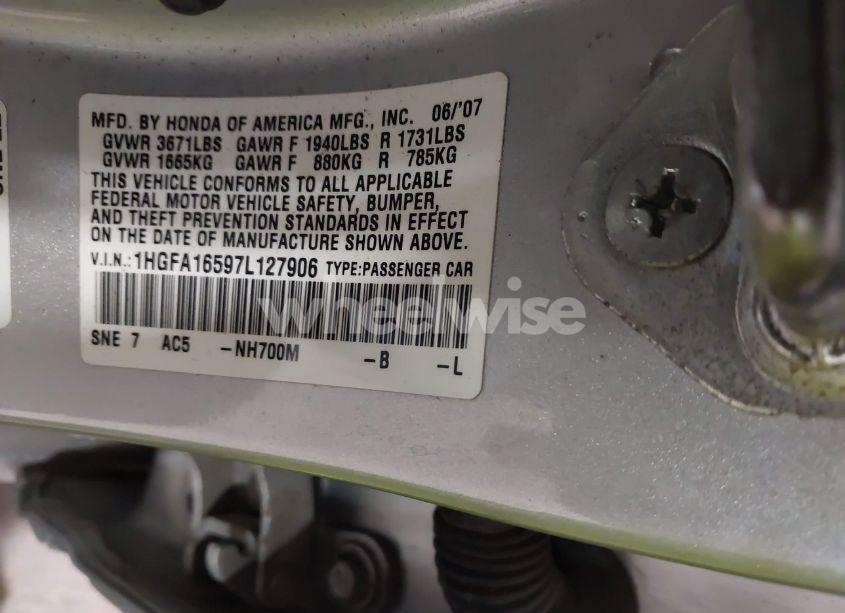 MFD. BY HONDA OF AMERICA MFG., INC. 06/'07
GVWR 3671LBS GAWR F 1940LBS R 1731LBS
GVWR 1665KG GAWR F 880KG R 785KG
THIS VEHICLE CONFORMS TO ALL APPLICABLE
FEDERAL MOTOR VEHICLE SAFETY, BUMPER,
AND THEFT PREVENTION STANDARDS IN EFFECT
ON THE DATE OF MANUFACTURE SHOWN ABOVE.
V.I.N.: 1HGFA16597L127906 TYPE:PASSENGER CAR
wheelwise
SNE 7 AC5 -NH700M -B -L